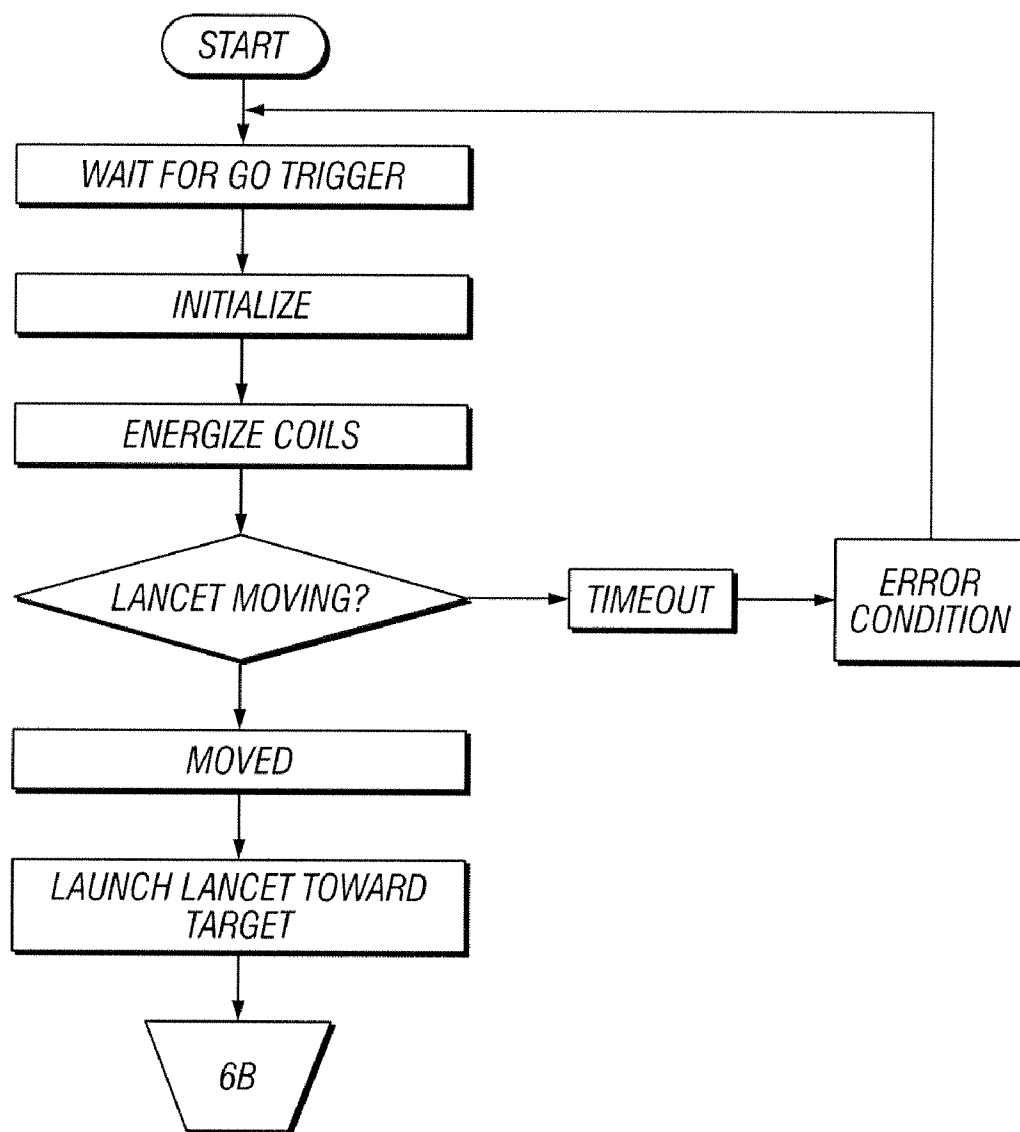 START
WAIT FOR GO TRIGGER
INITIALIZE
ENERGIZE COILS
LANCET MOVING?
TIMEOUT
ERROR
CONDITION
MOVED
LAUNCH LANCET TOWARD
TARGET
6B